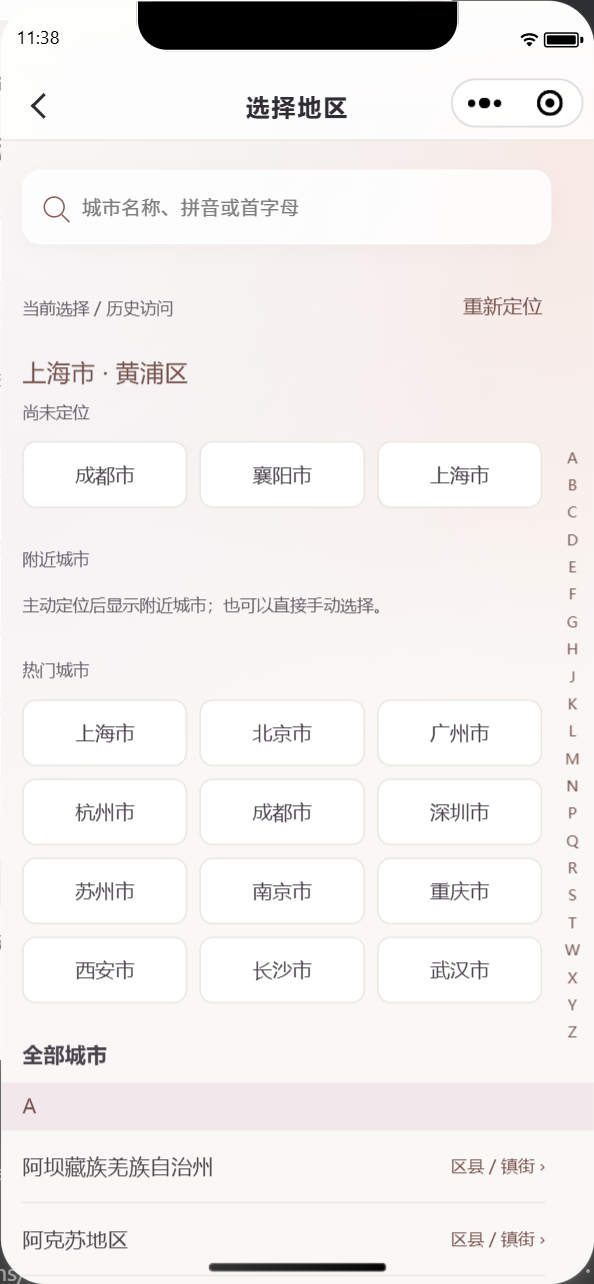 11:38
选择地区
城市名称、拼音或首字母
当前选择 / 历史访问
重新定位
上海市 · 黄浦区
尚未定位
成都市 襄阳市 上海市
附近城市
主动定位后显示附近城市；也可以直接手动选择。
热门城市
上海市 北京市 广州市
杭州市 成都市 深圳市
苏州市 南京市 重庆市
西安市 长沙市 武汉市
A
B
C
D
E
F
G
H
J
K
L
M
N
P
Q
R
S
T
W
X
Y
Z
全部城市
A
阿坝藏族羌族自治州 区县 / 镇街 ›
阿克苏地区 区县 / 镇街 ›